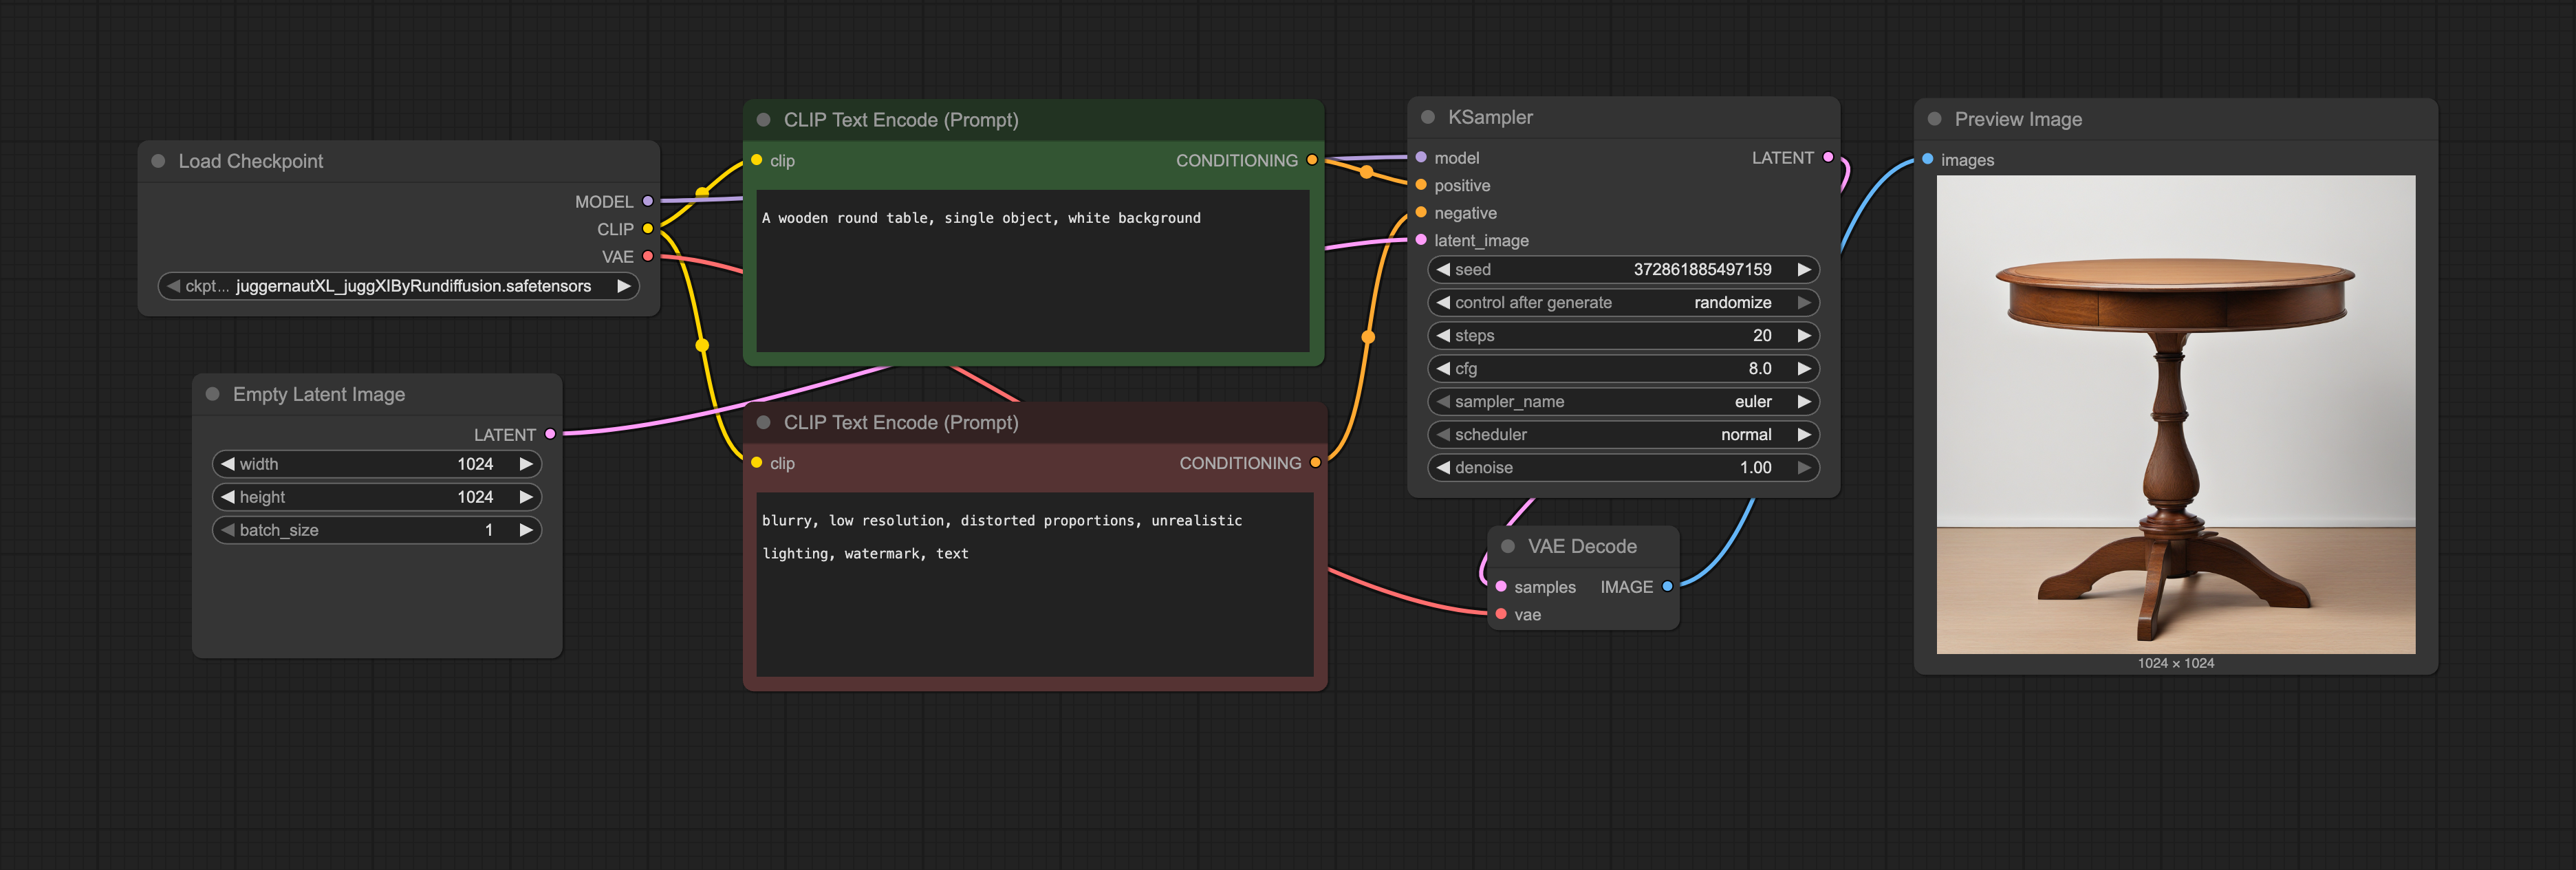 Load Checkpoint
MODEL
CLIP
VAE
ckpt... juggernautXL_juggXIByRundiffusion.safetensors
Empty Latent Image
LATENT
width 1024
height 1024
batch_size 1
CLIP Text Encode (Prompt)
clip CONDITIONING
A wooden round table, single object, white background
CLIP Text Encode (Prompt)
clip CONDITIONING
blurry, low resolution, distorted proportions, unrealistic
lighting, watermark, text
KSampler
model LATENT
positive
negative
latent_image
seed 372861885497159
control after generate randomize
steps 20
cfg 8.0
sampler_name euler
scheduler normal
denoise 1.00
VAE Decode
samples IMAGE
vae
Preview Image
images
1024 × 1024